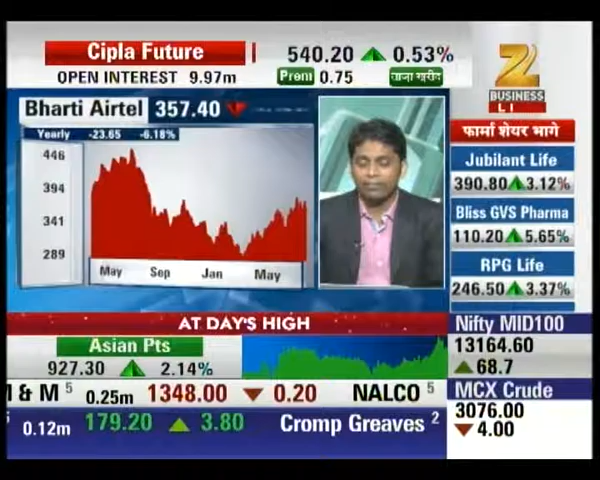 Cipla Future
540.20 0.53%
OPEN INTEREST 9.97m
Prem 0.75
ताजा खरीद
Z
BUSINESS
LI
Bharti Airtel 357.40
Yearly -23.65 -6.18%
446
394
341
289
May Sep Jan May
फार्मा शेयर भागे
Jubilant Life
390.80 3.12%
Bliss GVS Pharma
110.20 5.65%
RPG Life
246.50 3.37%
AT DAY'S HIGH
Asian Pts
927.30 2.14%
Nifty MID100
13164.60
68.7
& M 5 0.25m 1348.00 0.20 NALCO 5
MCX Crude
3076.00
4.00
0.12m 179.20 3.80 Cromp Greaves 2